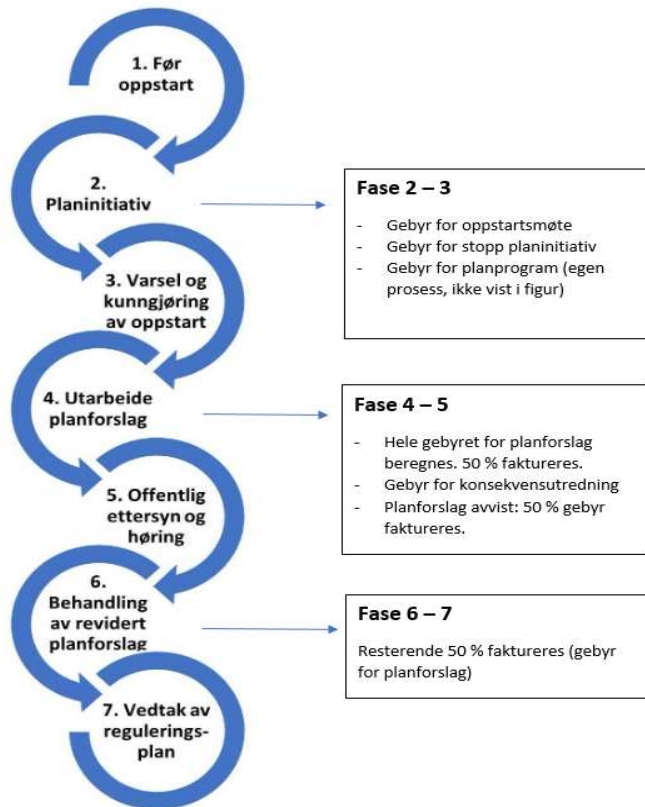 1. Før
oppstart
2.
Planinitiativ
3. Varsel og
kunngjøring
av oppstart
4. Utarbeide
planforslag
5. Offentlig
ettersyn og
høring
6.
Behandling
av revidert
planforslag
7. Vedtak av
regulerings-
plan
Fase 2 – 3
- Gebyr for oppstartsmøte
- Gebyr for stopp planinitiativ
- Gebyr for planprogram (egen
prosess, ikke vist i figur)
Fase 4 – 5
- Hele gebyret for planforslag
beregnes. 50 % faktureres.
- Gebyr for konsekvensutredning
- Planforslag avvist: 50 % gebyr
faktureres.
Fase 6 – 7
Resterende 50 % faktureres (gebyr
for planforslag)